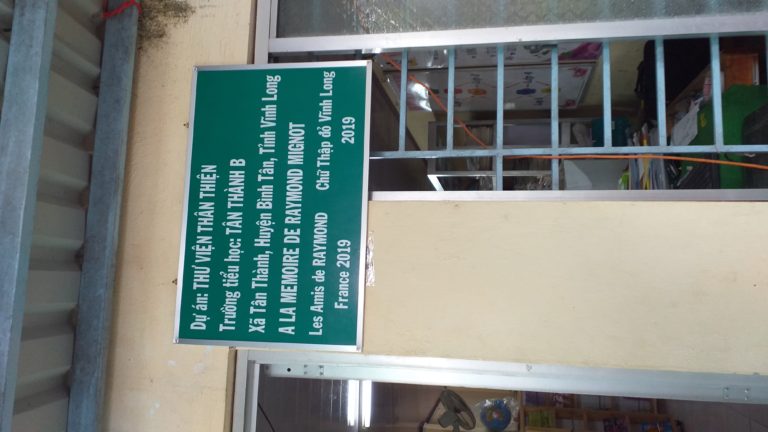 Dự án: THƯ VIỆN THÂN THIỆN
Trường tiểu học: TÂN THÀNH B
Xã Tân Thành, Huyện Bình Tân, Tỉnh Vĩnh Long
A LA MEMOIRE DE RAYMOND MIGNOT
Les Amis de RAYMOND Chữ Thập đỏ Vĩnh Long
France 2019 2019